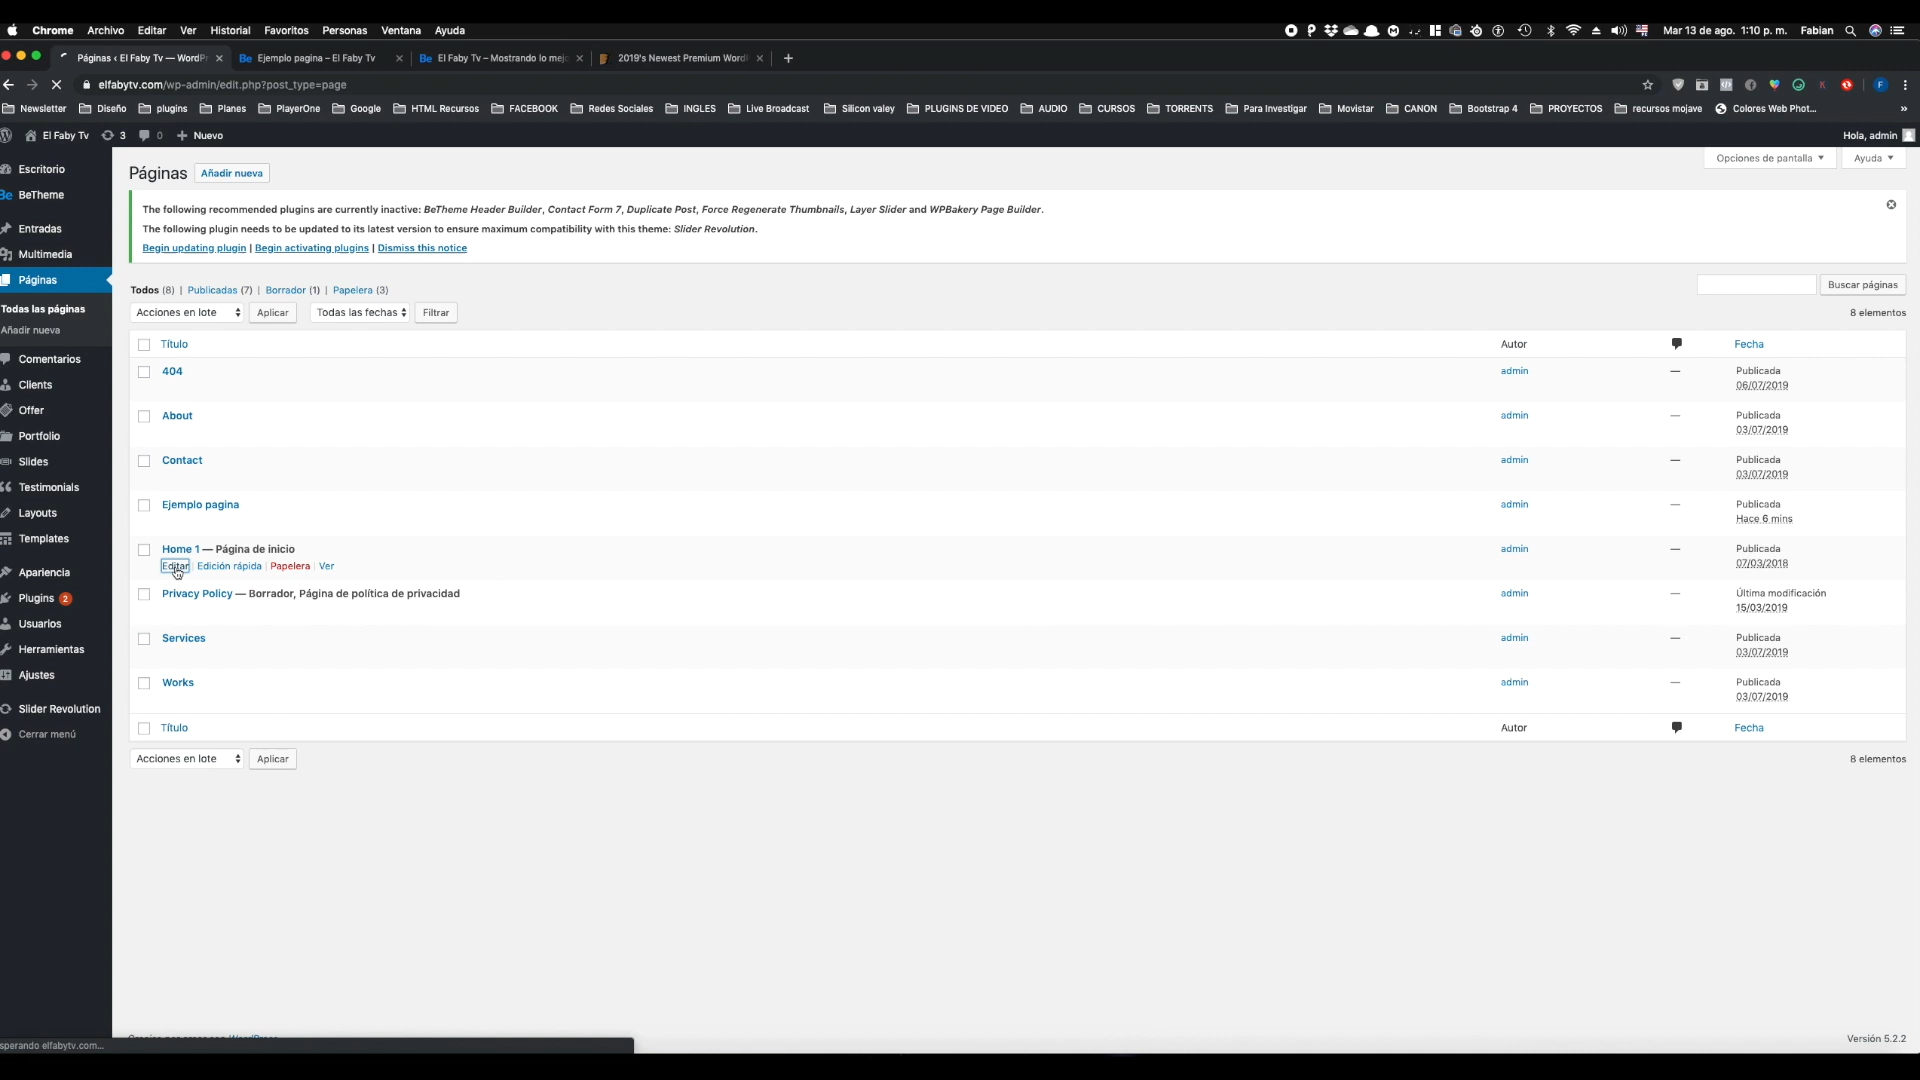 Chrome Archivo Editar Ver Historial Favoritos Personas Ventana Ayuda Mar 13 de ago. 1:10 p. m. Fabian
Páginas ‹ El Faby Tv — WordPr Ejemplo pagina – El Faby Tv El Faby Tv – Mostrando lo mejo 2019's Newest Premium Word
elfabytv.com/wp-admin/edit.php?post_type=page
Newsletter Diseño plugins Planes PlayerOne Google HTML Recursos FACEBOOK Redes Sociales INGLES Live Broadcast Silicon valey PLUGINS DE VIDEO AUDIO CURSOS TORRENTS Para Investigar Movistar CANON Bootstrap 4 PROYECTOS recursos mojave Colores Web Phot... »
El Faby Tv 3 0 + Nuevo Hola, admin
Opciones de pantalla Ayuda
Escritorio
BeTheme
Entradas
Multimedia
Páginas
Todas las páginas
Añadir nueva
Comentarios
Clients
Offer
Portfolio
Slides
Testimonials
Layouts
Templates
Apariencia
Plugins 2
Usuarios
Herramientas
Ajustes
Slider Revolution
Cerrar menú
Páginas Añadir nueva
The following recommended plugins are currently inactive: BeTheme Header Builder, Contact Form 7, Duplicate Post, Force Regenerate Thumbnails, Layer Slider and WPBakery Page Builder.
The following plugin needs to be updated to its latest version to ensure maximum compatibility with this theme: Slider Revolution.
Begin updating plugin | Begin activating plugins | Dismiss this notice
Todos (8) | Publicadas (7) | Borrador (1) | Papelera (3) Buscar páginas
Acciones en lote Aplicar Todas las fechas Filtrar 8 elementos
Título Autor Fecha
404 admin — Publicada
06/07/2019
About admin — Publicada
03/07/2019
Contact admin — Publicada
03/07/2019
Ejemplo pagina admin — Publicada
Hace 6 mins
Home 1 — Página de inicio admin — Publicada
Editar | Edición rápida | Papelera | Ver 07/03/2018
Privacy Policy — Borrador, Página de política de privacidad admin — Última modificación
15/03/2019
Services admin — Publicada
03/07/2019
Works admin — Publicada
03/07/2019
Título Autor Fecha
Acciones en lote Aplicar 8 elementos
Versión 5.2.2
sperando elfabytv.com...